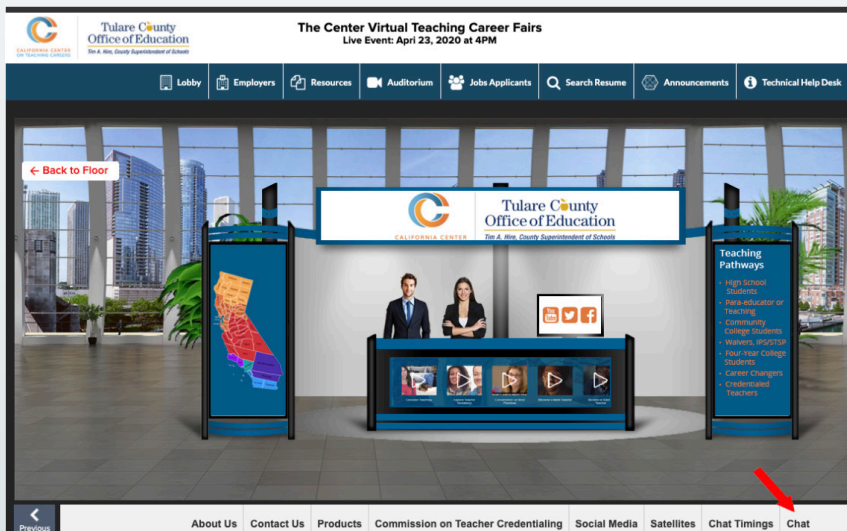 CALIFORNIA CENTER
ON TEACHING CAREERS
Tulare County
Office of Education
Tim A. Hire, County Superintendent of Schools
The Center Virtual Teaching Career Fairs
Live Event: Apri 23, 2020 at 4PM
Lobby
Employers
Resources
Auditorium
Jobs Applicants
Search Resume
Announcements
Technical Help Desk
← Back to Floor
CALIFORNIA CENTER
Tulare County
Office of Education
Tim A. Hire, County Superintendent of Schools
Teaching
Pathways
• High School
Students
• Para-educator or
Teaching
• Community
College Students
• Waivers, IPS/STSP
• Four-Year College
Students
• Career Changers
• Credentialed
Teachers
You
Tube
Previous
About Us
Contact Us
Products
Commission on Teacher Credentialing
Social Media
Satellites
Chat Timings
Chat